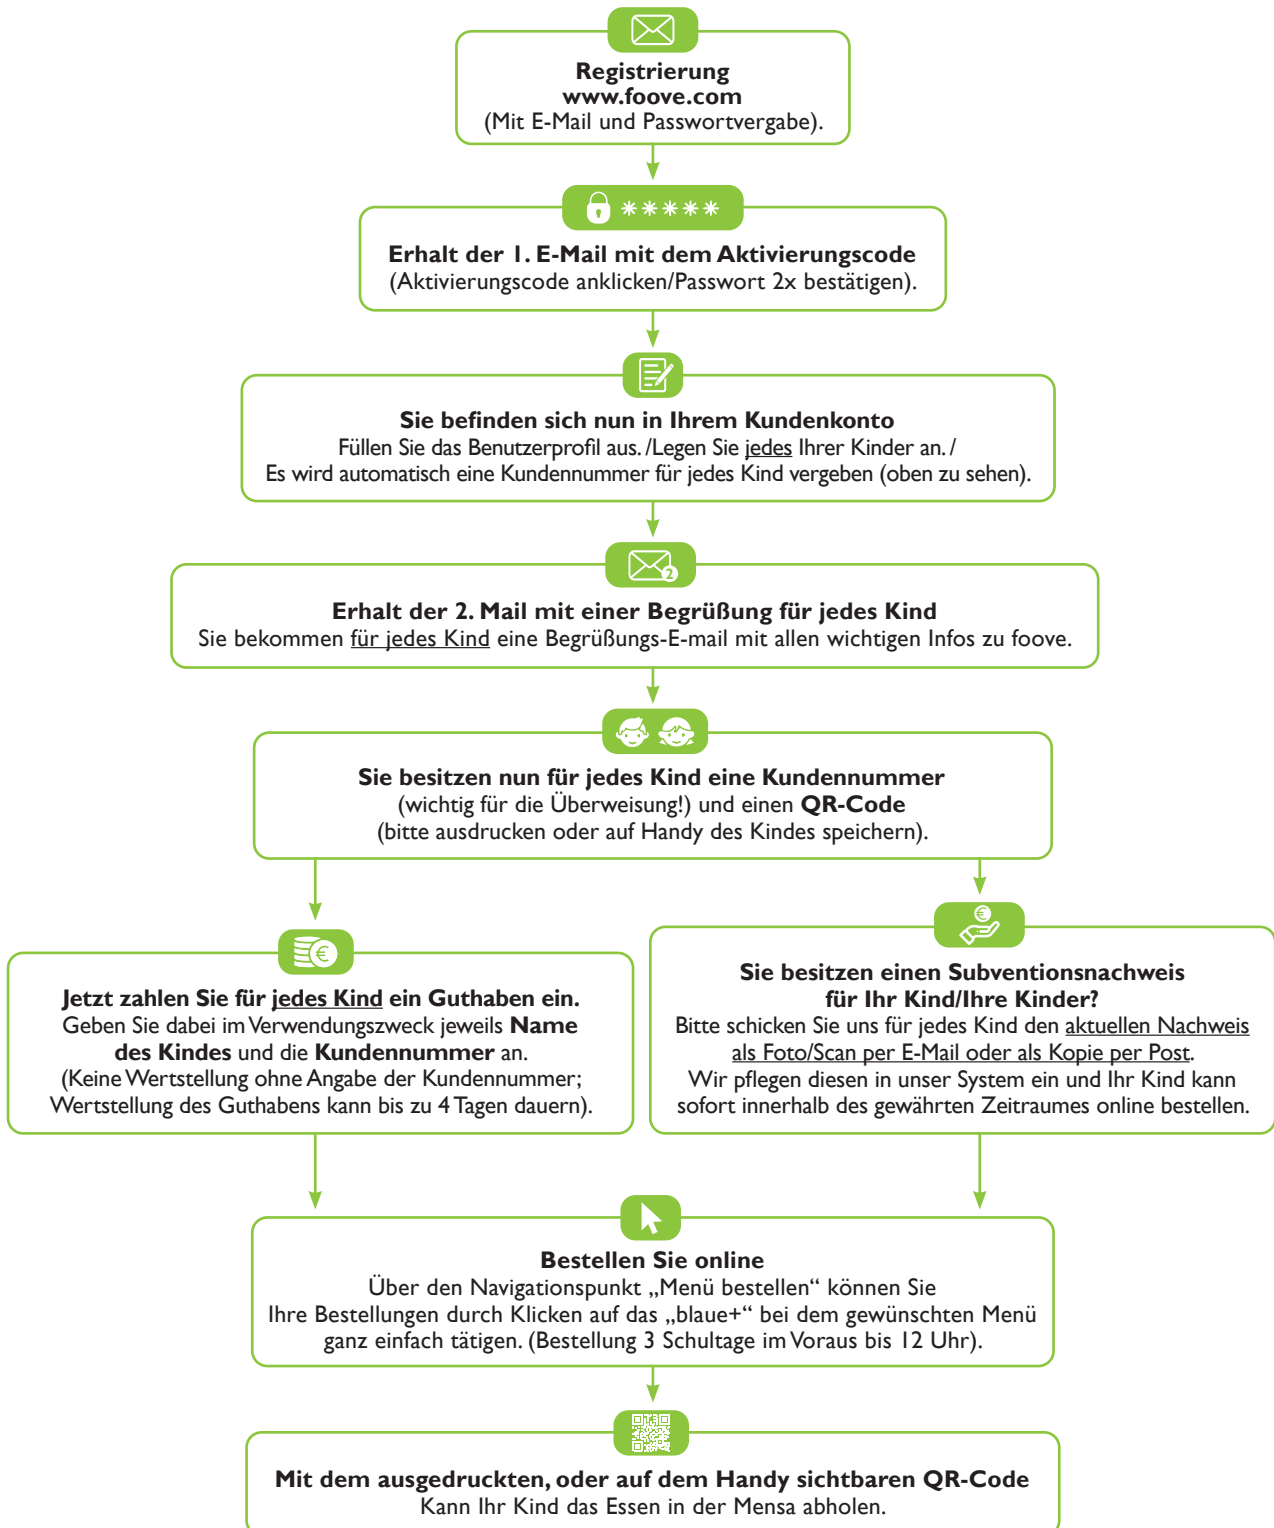 Registrierung
www.foove.com
(Mit E-Mail und Passwortvergabe).
*****
Erhalt der 1. E-Mail mit dem Aktivierungscode
(Aktivierungscode anklicken/Passwort 2x bestätigen).
Sie befinden sich nun in Ihrem Kundenkonto
Füllen Sie das Benutzerprofil aus. /Legen Sie jedes Ihrer Kinder an. /
Es wird automatisch eine Kundennummer für jedes Kind vergeben (oben zu sehen).
2
Erhalt der 2. Mail mit einer Begrüßung für jedes Kind
Sie bekommen für jedes Kind eine Begrüßungs-E-mail mit allen wichtigen Infos zu foove.
Sie besitzen nun für jedes Kind eine Kundennummer
(wichtig für die Überweisung!) und einen QR-Code
(bitte ausdrucken oder auf Handy des Kindes speichern).
€
Jetzt zahlen Sie für jedes Kind ein Guthaben ein.
Geben Sie dabei im Verwendungszweck jeweils Name
des Kindes und die Kundennummer an.
(Keine Wertstellung ohne Angabe der Kundennummer;
Wertstellung des Guthabens kann bis zu 4 Tagen dauern).
€
Sie besitzen einen Subventionsnachweis
für Ihr Kind/Ihre Kinder?
Bitte schicken Sie uns für jedes Kind den aktuellen Nachweis
als Foto/Scan per E-Mail oder als Kopie per Post.
Wir pflegen diesen in unser System ein und Ihr Kind kann
sofort innerhalb des gewährten Zeitraumes online bestellen.
Bestellen Sie online
Über den Navigationspunkt „Menü bestellen“ können Sie
Ihre Bestellungen durch Klicken auf das „blaue+“ bei dem gewünschten Menü
ganz einfach tätigen. (Bestellung 3 Schultage im Voraus bis 12 Uhr).
Mit dem ausgedruckten, oder auf dem Handy sichtbaren QR-Code
Kann Ihr Kind das Essen in der Mensa abholen.